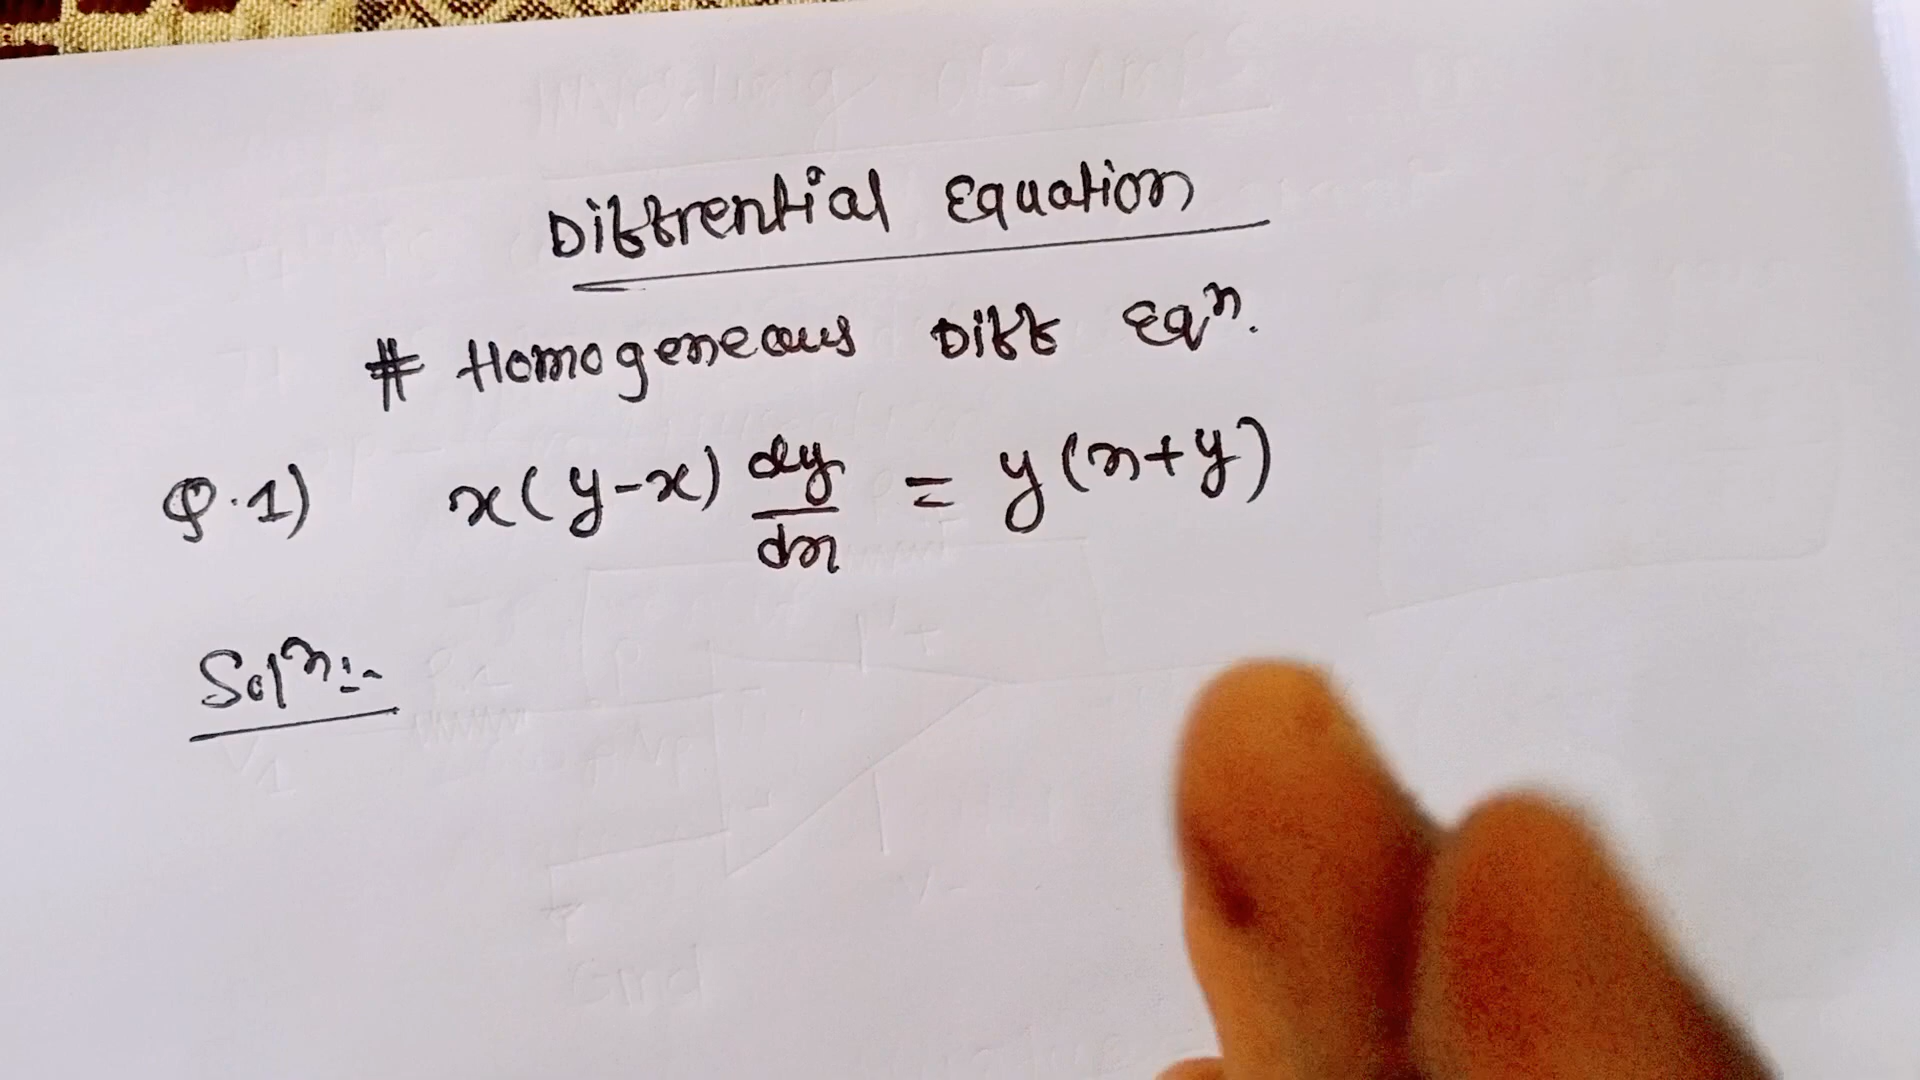 Diffrential Equation
# Homogeneous Diff Eqⁿ.
Q.1) x(y-x) dy/dx = y(x+y)
Solⁿ:-